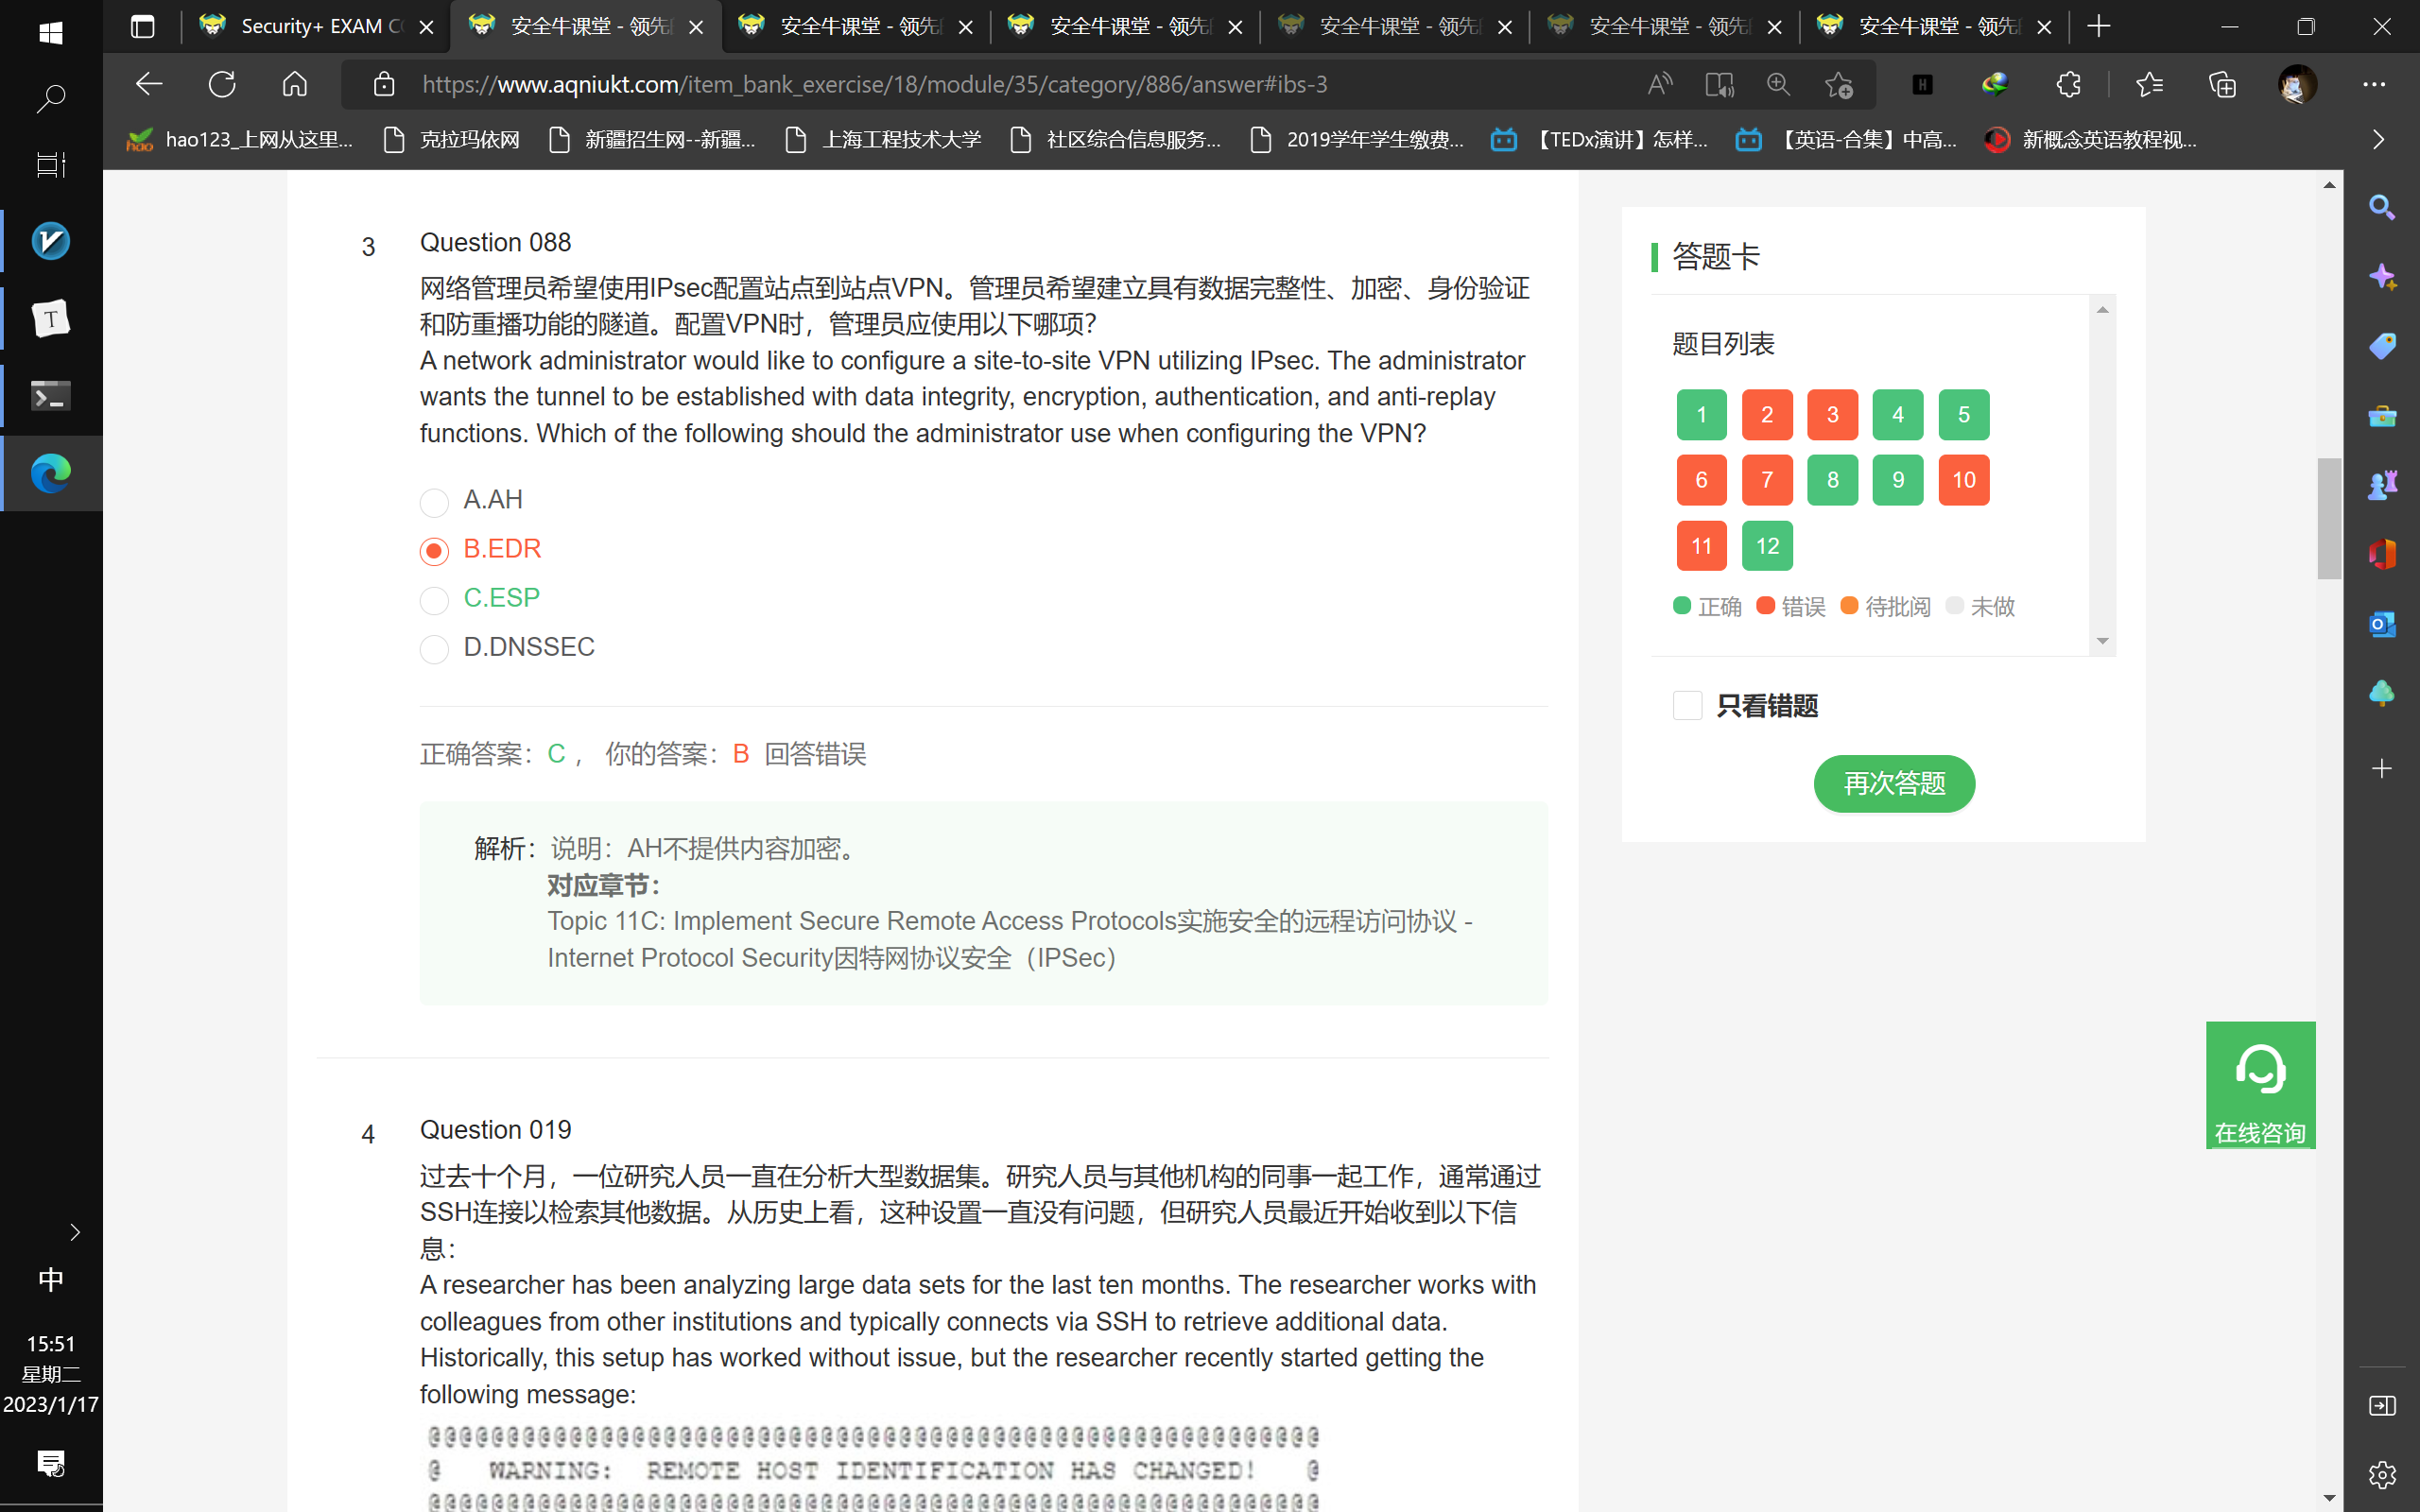 Security+ EXAM C
安全牛课堂 - 领先
安全牛课堂 - 领先
安全牛课堂 - 领先
安全牛课堂 - 领先
安全牛课堂 - 领先
安全牛课堂 - 领先
https://www.aqniukt.com/item_bank_exercise/18/module/35/category/886/answer#ibs-3
hao123_上网从这里...
克拉玛依网
新疆招生网--新疆...
上海工程技术大学
社区综合信息服务...
2019学年学生缴费...
【TEDx演讲】怎样...
【英语-合集】中高...
新概念英语教程视...
3
Question 088
网络管理员希望使用IPsec配置站点到站点VPN。管理员希望建立具有数据完整性、加密、身份验证
和防重播功能的隧道。配置VPN时，管理员应使用以下哪项？
A network administrator would like to configure a site-to-site VPN utilizing IPsec. The administrator
wants the tunnel to be established with data integrity, encryption, authentication, and anti-replay
functions. Which of the following should the administrator use when configuring the VPN?
A.AH
B.EDR
C.ESP
D.DNSSEC
正确答案：C ， 你的答案：B 回答错误
解析：说明：AH不提供内容加密。
对应章节：
Topic 11C: Implement Secure Remote Access Protocols实施安全的远程访问协议 -
Internet Protocol Security因特网协议安全（IPSec）
4
Question 019
过去十个月，一位研究人员一直在分析大型数据集。研究人员与其他机构的同事一起工作，通常通过
SSH连接以检索其他数据。从历史上看，这种设置一直没有问题，但研究人员最近开始收到以下信
息：
A researcher has been analyzing large data sets for the last ten months. The researcher works with
colleagues from other institutions and typically connects via SSH to retrieve additional data.
Historically, this setup has worked without issue, but the researcher recently started getting the
following message:
@@@@@@@@@@@@@@@@@@@@@@@@@@@@@@@@@@@@@@@@@@@@@@@@@@@@@@@@@
@ WARNING: REMOTE HOST IDENTIFICATION HAS CHANGED! @
@@@@@@@@@@@@@@@@@@@@@@@@@@@@@@@@@@@@@@@@@@@@@@@@@@@@@@@@@
答题卡
题目列表
1 2 3 4 5
6 7 8 9 10
11 12
正确 错误 待批阅 未做
只看错题
再次答题
在线咨询
中
15:51
星期二
2023/1/17